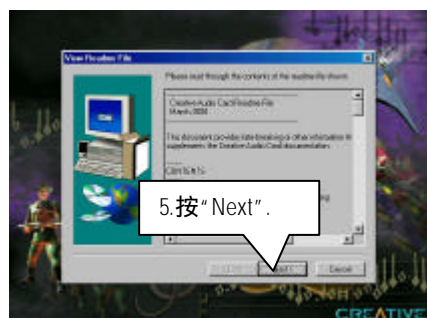 View Readme File
Please read through the contents of the readme file shown.
Creative Audio Card Readme File
March 2000
This document provides late-breaking or other information
supplements the Creative Audio Card documentation.
CONTENTS
5.按“Next”.
Next
Cancel
CREATIVE